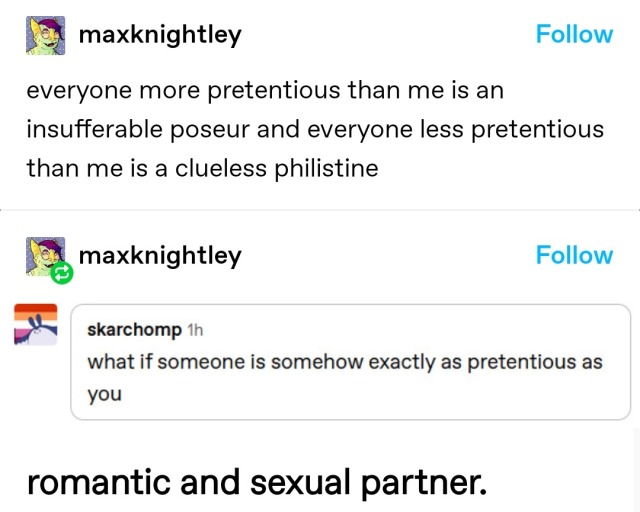 maxknightley Follow
everyone more pretentious than me is an
insufferable poseur and everyone less pretentious
than me is a clueless philistine
maxknightley Follow
skarchomp 1h
what if someone is somehow exactly as pretentious as
you
romantic and sexual partner.